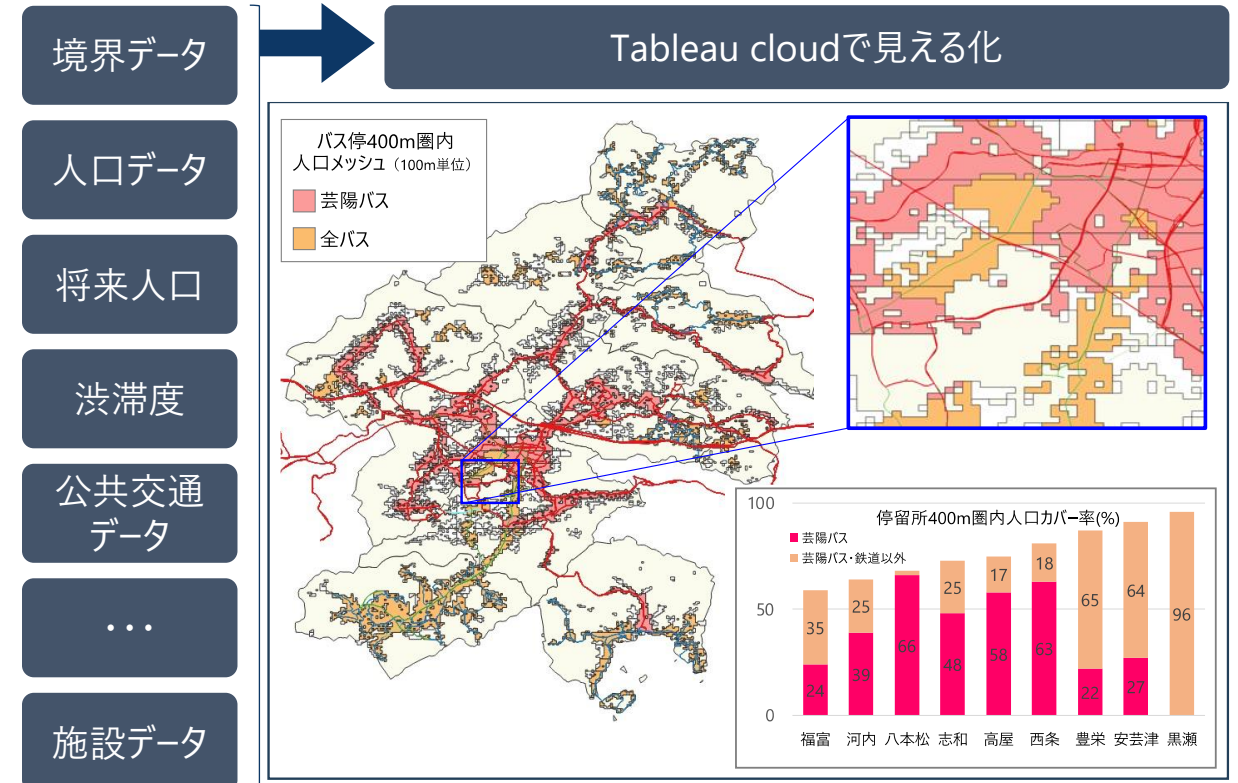 境界データ
人口データ
将来人口
渋滞度
公共交通
データ
...
施設データ
Tableau cloudで見える化
バス停400m圏内
人口メッシュ（100m単位）
芸陽バス
全バス
停留所400m圏内人口カバー率(%)
芸陽バス
芸陽バス・鉄道以外
100
50
0
35
24
25
39
66
25
48
17
58
18
63
65
22
64
27
96
福富 河内 八本松 志和 高屋 西条 豊栄 安芸津 黒瀬